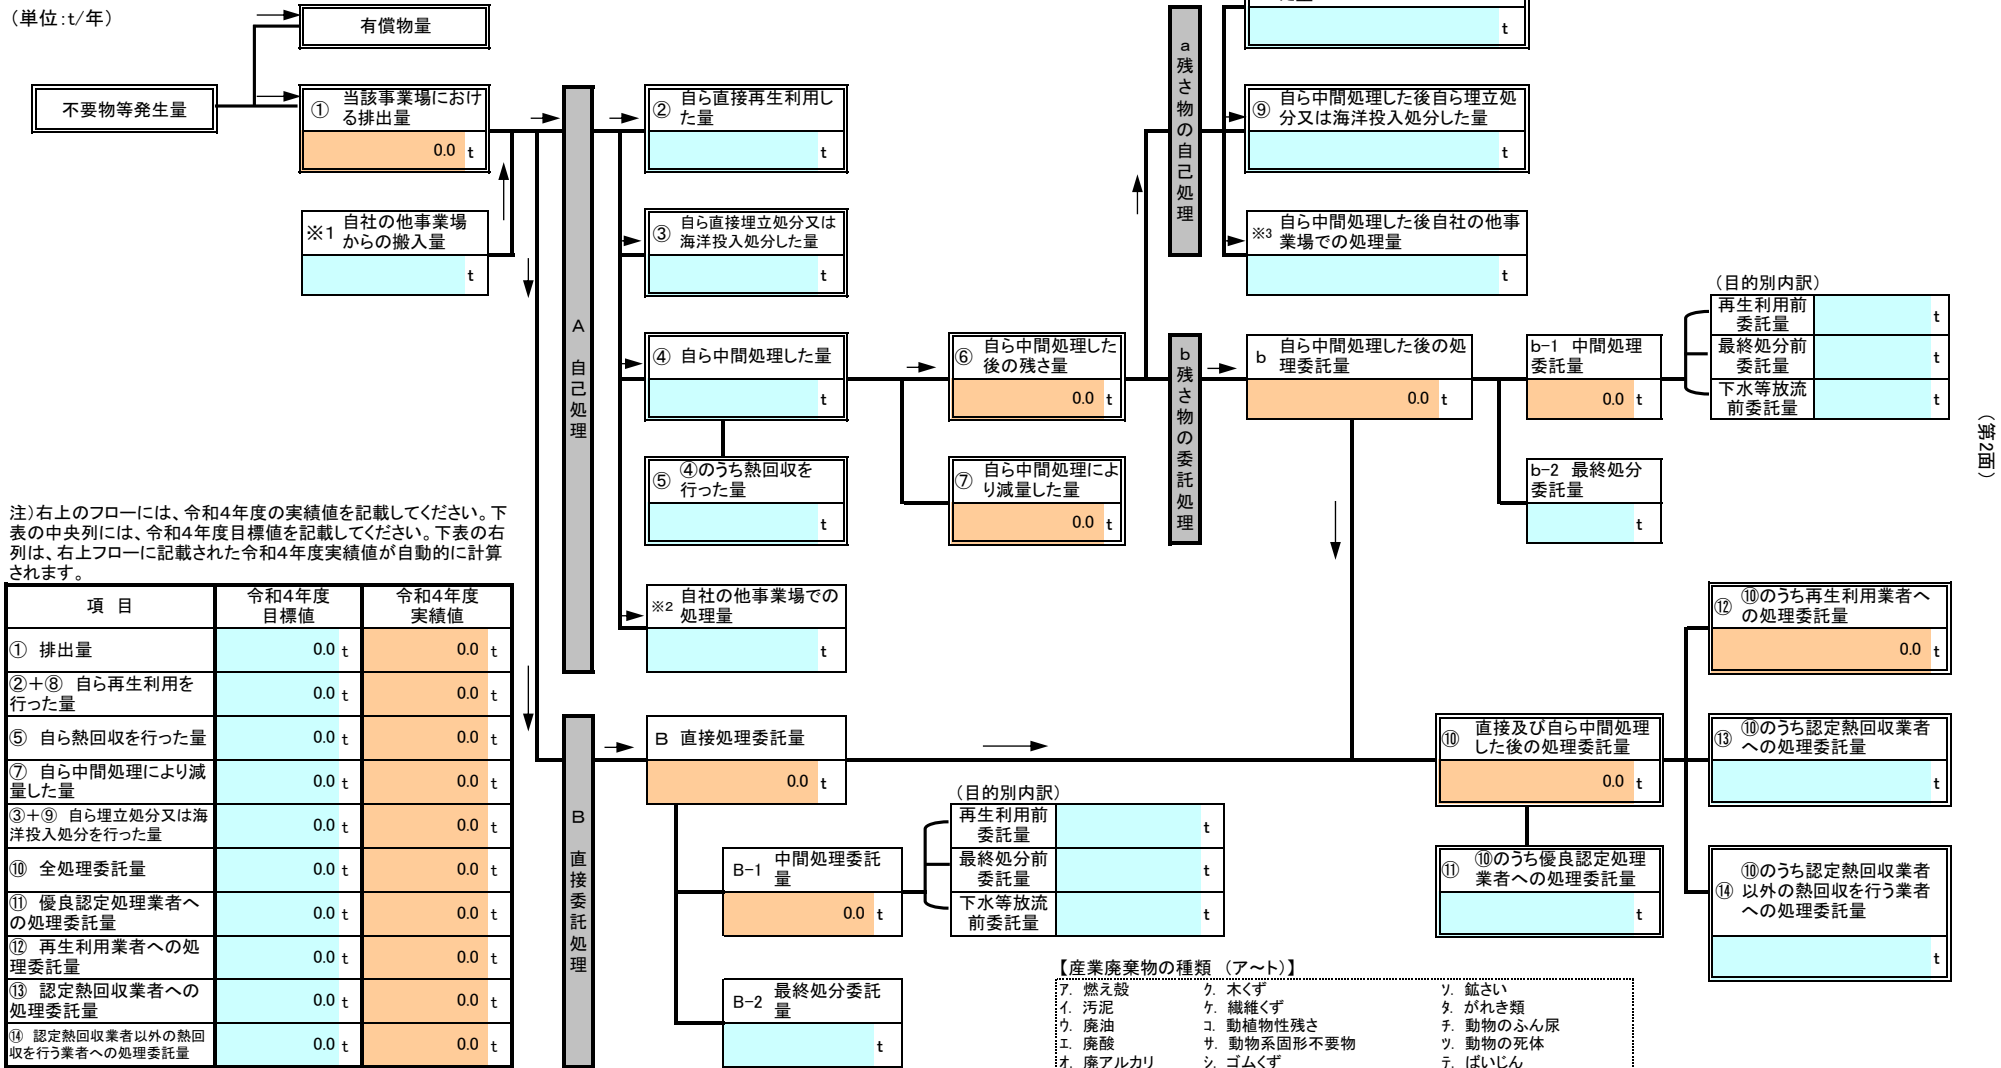 (単位:t/年)
有償物量
不要物等発生量
① 当該事業場におけ
る排出量
0.0 t
※1 自社の他事業場
からの搬入量
t
A 自己処理
② 自ら直接再生利用し
た量
t
③ 自ら直接埋立処分又は
海洋投入処分した量
t
④ 自ら中間処理した量
t
⑤ ④のうち熱回収を
行った量
t
※2 自社の他事業場での
処理量
t
⑥ 自ら中間処理した
後の残さ量
0.0 t
⑦ 自ら中間処理によ
り減量した量
0.0 t
a残さ物の自己処理
t
⑨ 自ら中間処理した後自ら埋立処
分又は海洋投入処分した量
t
※3 自ら中間処理した後自社の他事
業場での処理量
t
b残さ物の委託処理
b 自ら中間処理した後の処
理委託量
0.0 t
b-1 中間処理
委託量
0.0 t
b-2 最終処分
委託量
t
(目的別内訳)
再生利用前
委託量 t
最終処分前
委託量 t
下水等放流
前委託量 t
(第2面)
注)右上のフローには、令和4年度の実績値を記載してください。下
表の中央列には、令和4年度目標値を記載してください。下表の右
列は、右上フローに記載された令和4年度実績値が自動的に計算
されます。
項 目
令和4年度
目標値
令和4年度
実績値
① 排出量 0.0 t 0.0 t
②+⑧ 自ら再生利用を
行った量 0.0 t 0.0 t
⑤ 自ら熱回収を行った量 0.0 t 0.0 t
⑦ 自ら中間処理により減
量した量 0.0 t 0.0 t
③+⑨ 自ら埋立処分又は海
洋投入処分を行った量 0.0 t 0.0 t
⑩ 全処理委託量 0.0 t 0.0 t
⑪ 優良認定処理業者へ
の処理委託量 0.0 t 0.0 t
⑫ 再生利用業者への処
理委託量 0.0 t 0.0 t
⑬ 認定熱回収業者への
処理委託量 0.0 t 0.0 t
⑭ 認定熱回収業者以外の熱回
収を行う業者への処理委託量 0.0 t 0.0 t
B 直接委託処理
B 直接処理委託量
0.0 t
B-1 中間処理委託
量
0.0 t
B-2 最終処分委託
量
t
(目的別内訳)
再生利用前
委託量 t
最終処分前
委託量 t
下水等放流
前委託量 t
⑩ 直接及び自ら中間処理
した後の処理委託量
0.0 t
⑪ ⑩のうち優良認定処理
業者への処理委託量
t
⑫ ⑩のうち再生利用業者へ
の処理委託量
0.0 t
⑬ ⑩のうち認定熱回収業者
への処理委託量
t
⑭ ⑩のうち認定熱回収業者
以外の熱回収を行う業者
への処理委託量
t
【産業廃棄物の種類 (ア~ト)】
ア. 燃え殻 ク. 木くず ソ. 鉱さい
イ. 汚泥 ケ. 繊維くず タ. がれき類
ウ. 廃油 コ. 動植物性残さ チ. 動物のふん尿
エ. 廃酸 サ. 動物系固形不要物 ツ. 動物の死体
オ. 廃アルカリ シ. ゴムくず テ. ばいじん